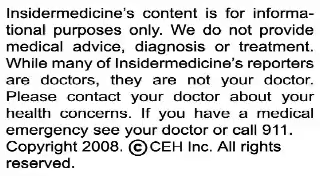 Insidermedicine's content is for informa-
tional purposes only. We do not provide
medical advice, diagnosis or treatment.
While many of Insidermedicine's reporters
are doctors, they are not your doctor.
Please contact your doctor about your
health concerns. If you have a medical
emergency see your doctor or call 911.
Copyright 2008. ©CEH Inc. All rights
reserved.